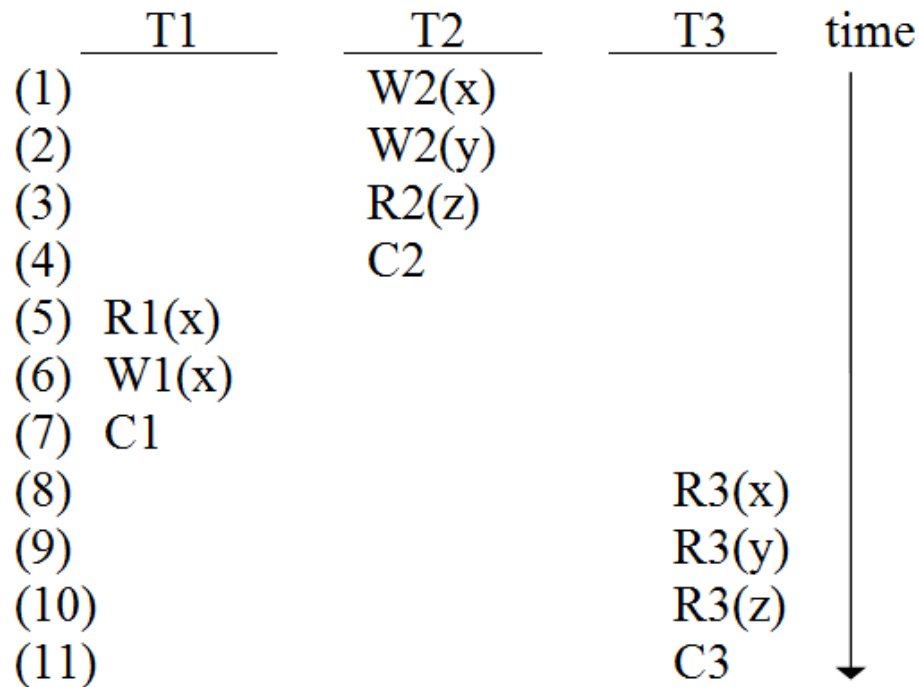 T1 T2 T3 time
(1) W2(x)
(2) W2(y)
(3) R2(z)
(4) C2
(5) R1(x)
(6) W1(x)
(7) C1
(8) R3(x)
(9) R3(y)
(10) R3(z)
(11) C3